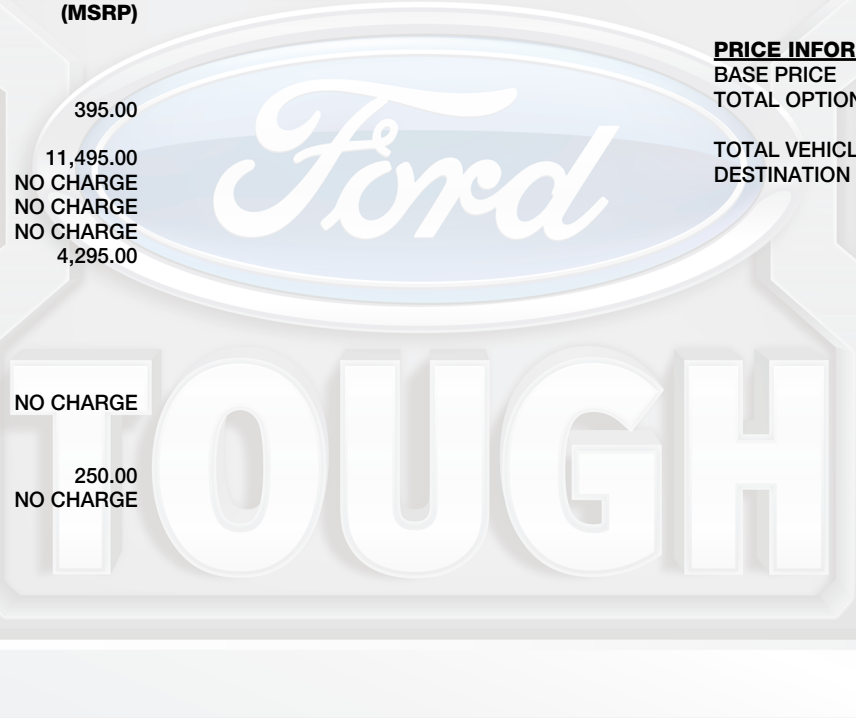 (MSRP)
395.00
11,495.00
NO CHARGE
NO CHARGE
NO CHARGE
4,295.00
NO CHARGE
250.00
NO CHARGE
PRICE INFOR
BASE PRICE
TOTAL OPTION
TOTAL VEHICL
DESTINATION
Ford
TOUGH